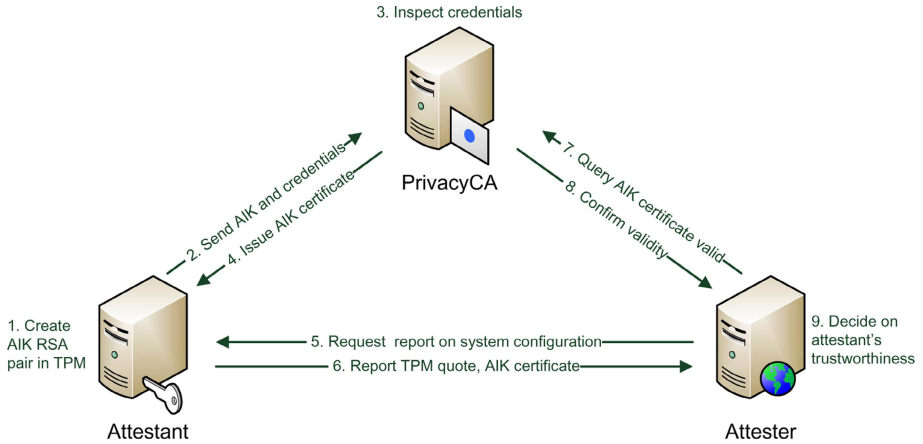 3. Inspect credentials
PrivacyCA
2. Send AIK and credentials
4. Issue AIK certificate
7. Query AIK certificate valid
8. Confirm validity
1. Create
AIK RSA
pair in TPM
5. Request report on system configuration
6. Report TPM quote, AIK certificate
9. Decide on
attestant's
trustworthiness
Attestant
Attester